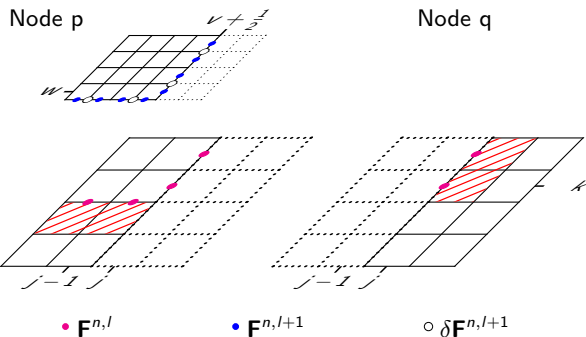 Node p
Node q
v + 1/2
w
k
j − 1 j
j − 1 j
F^{n,l}
F^{n,l+1}
δF^{n,l+1}